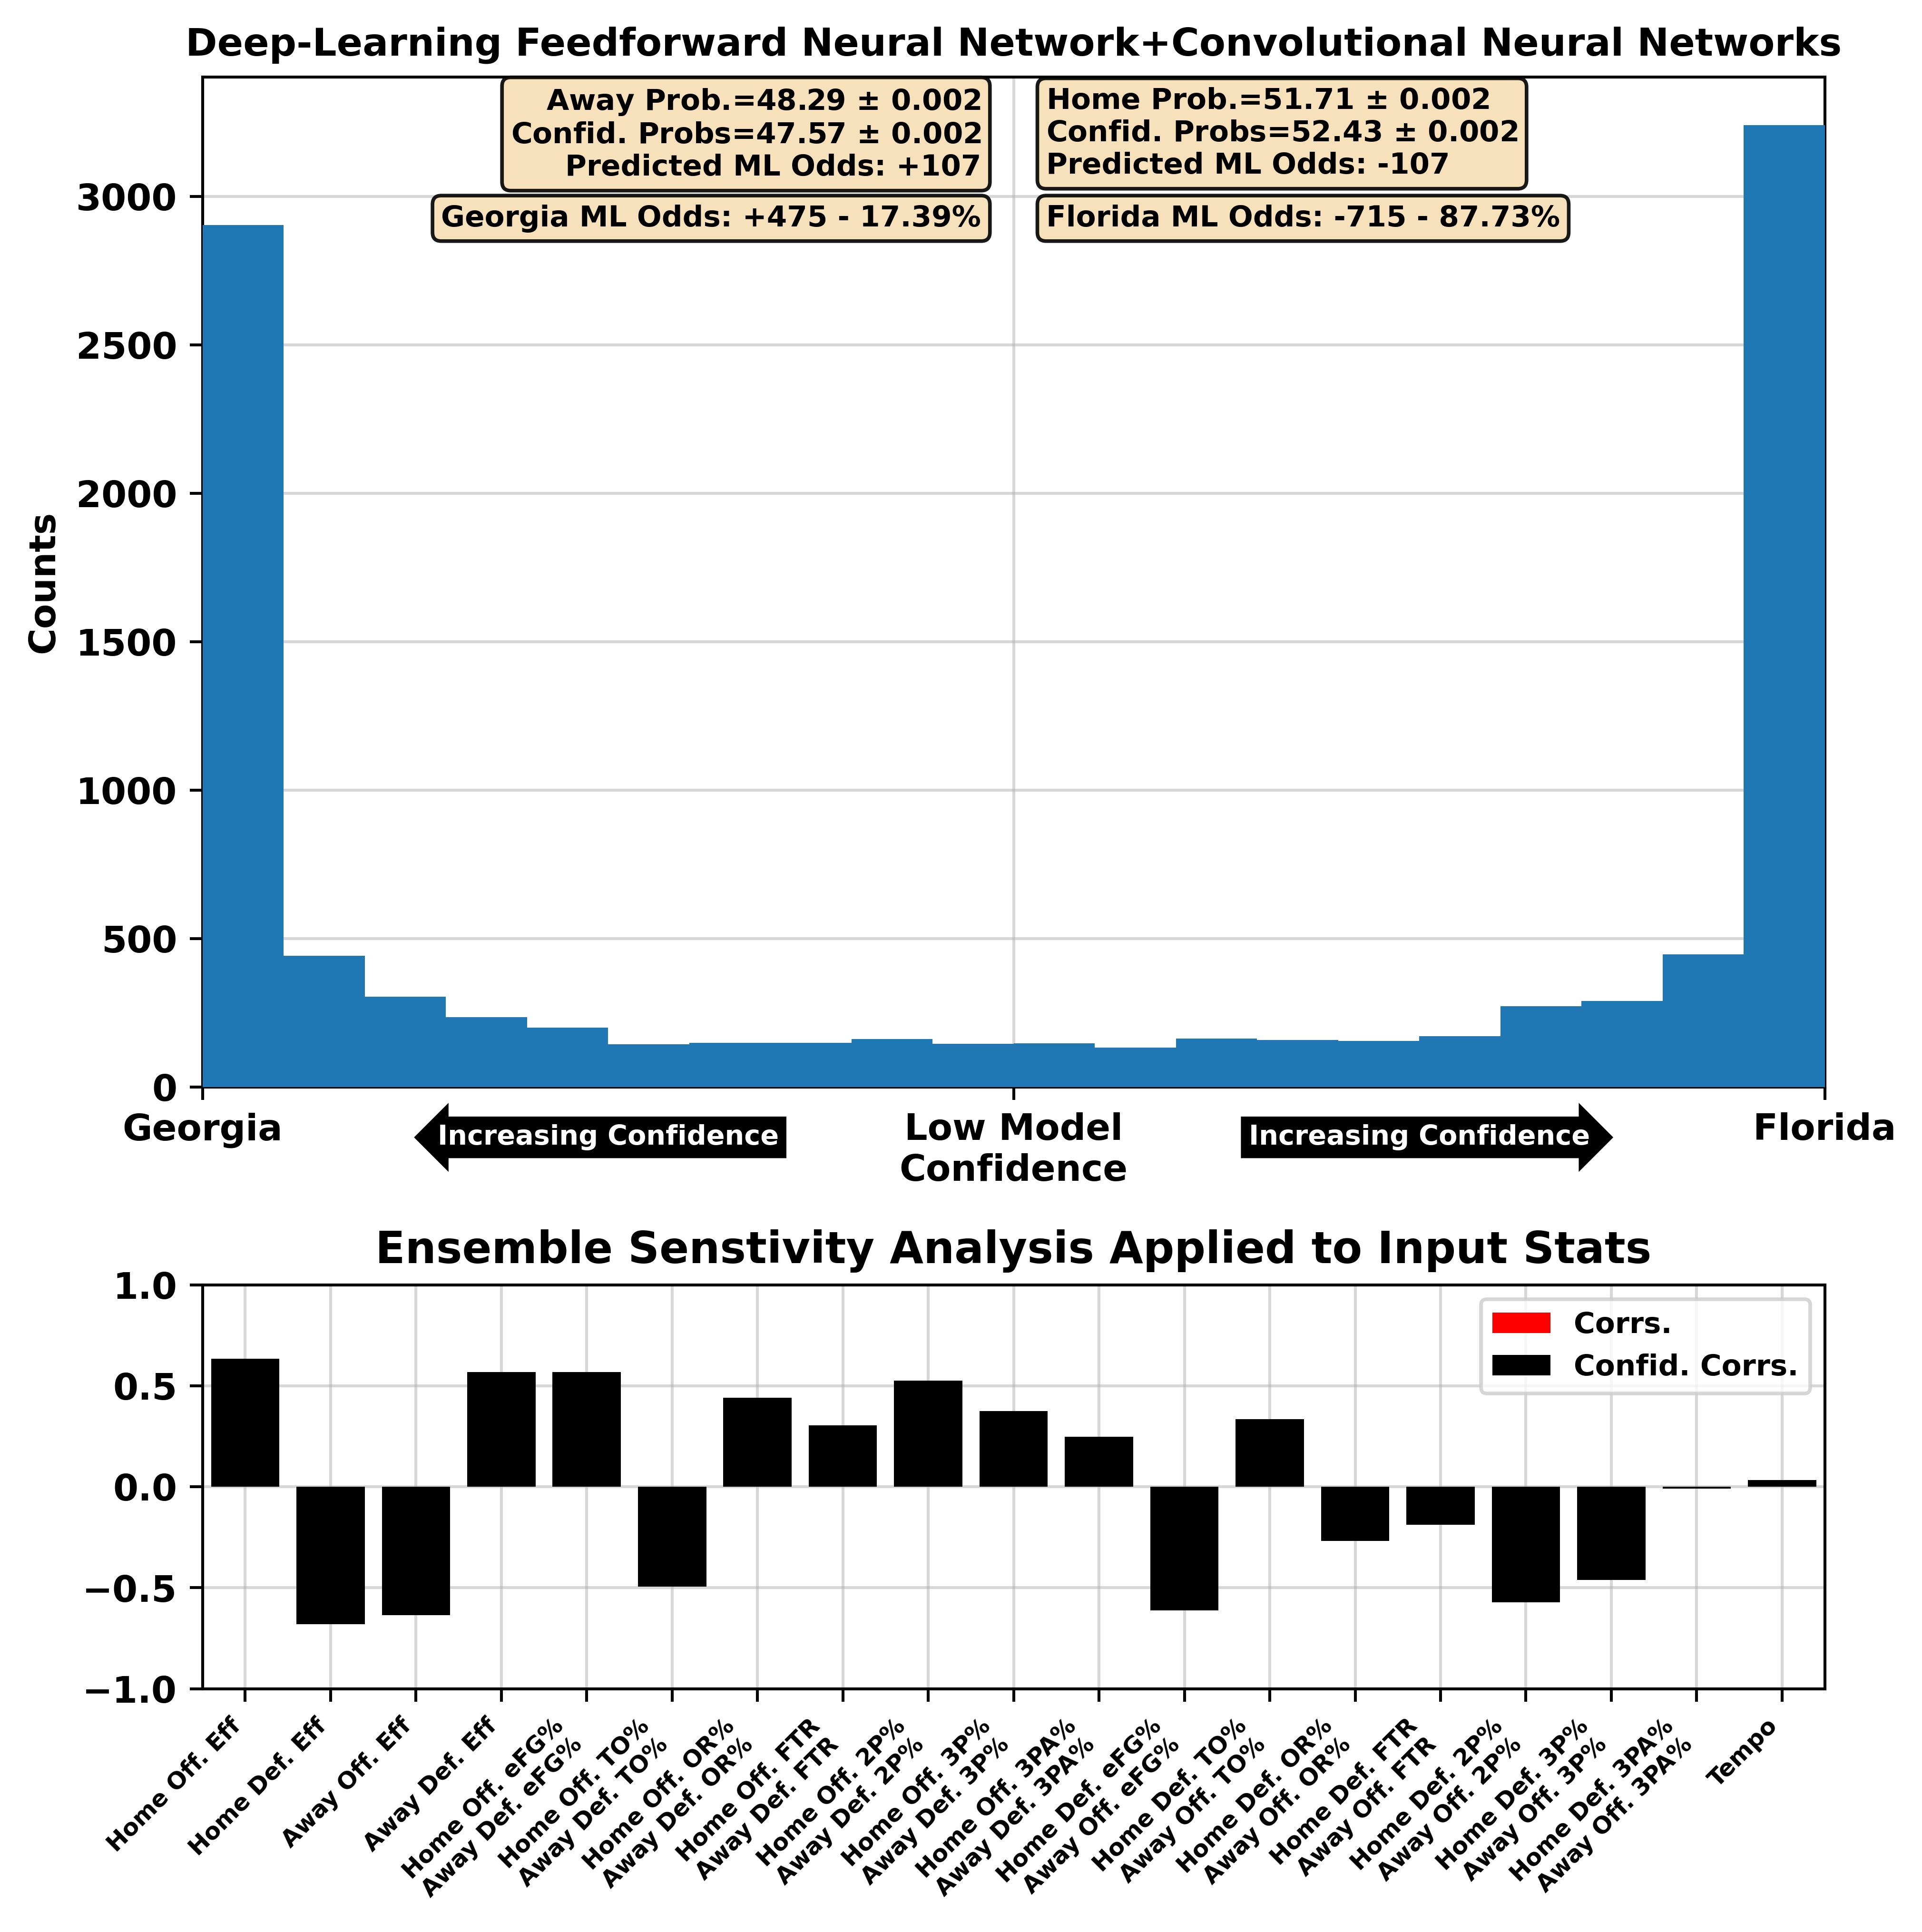 Deep-Learning Feedforward Neural Network+Convolutional Neural Networks
Away Prob.=48.29 ± 0.002
Confid. Probs=47.57 ± 0.002
Predicted ML Odds: +107
Georgia ML Odds: +475 - 17.39%
Home Prob.=51.71 ± 0.002
Confid. Probs=52.43 ± 0.002
Predicted ML Odds: -107
Florida ML Odds: -715 - 87.73%
Counts
3000
2500
2000
1500
1000
500
0
Georgia
Increasing Confidence
Low Model
Confidence
Increasing Confidence
Florida
Ensemble Senstivity Analysis Applied to Input Stats
1.0
0.5
0.0
−0.5
−1.0
Corrs.
Confid. Corrs.
Home Off. Eff
Home Def. Eff
Away Off. Eff
Away Def. Eff
Home Off. eFG%
Away Def. eFG%
Home Off. TO%
Away Def. TO%
Home Off. OR%
Away Def. OR%
Home Off. FTR
Away Def. FTR
Home Off. 2P%
Away Def. 2P%
Home Off. 3P%
Away Def. 3P%
Home Off. 3PA%
Away Def. 3PA%
Home Def. eFG%
Away Off. eFG%
Home Def. TO%
Away Off. TO%
Home Def. OR%
Away Off. OR%
Home Def. FTR
Away Off. FTR
Home Def. 2P%
Away Off. 2P%
Home Def. 3P%
Away Off. 3P%
Home Def. 3PA%
Away Off. 3PA%
Tempo